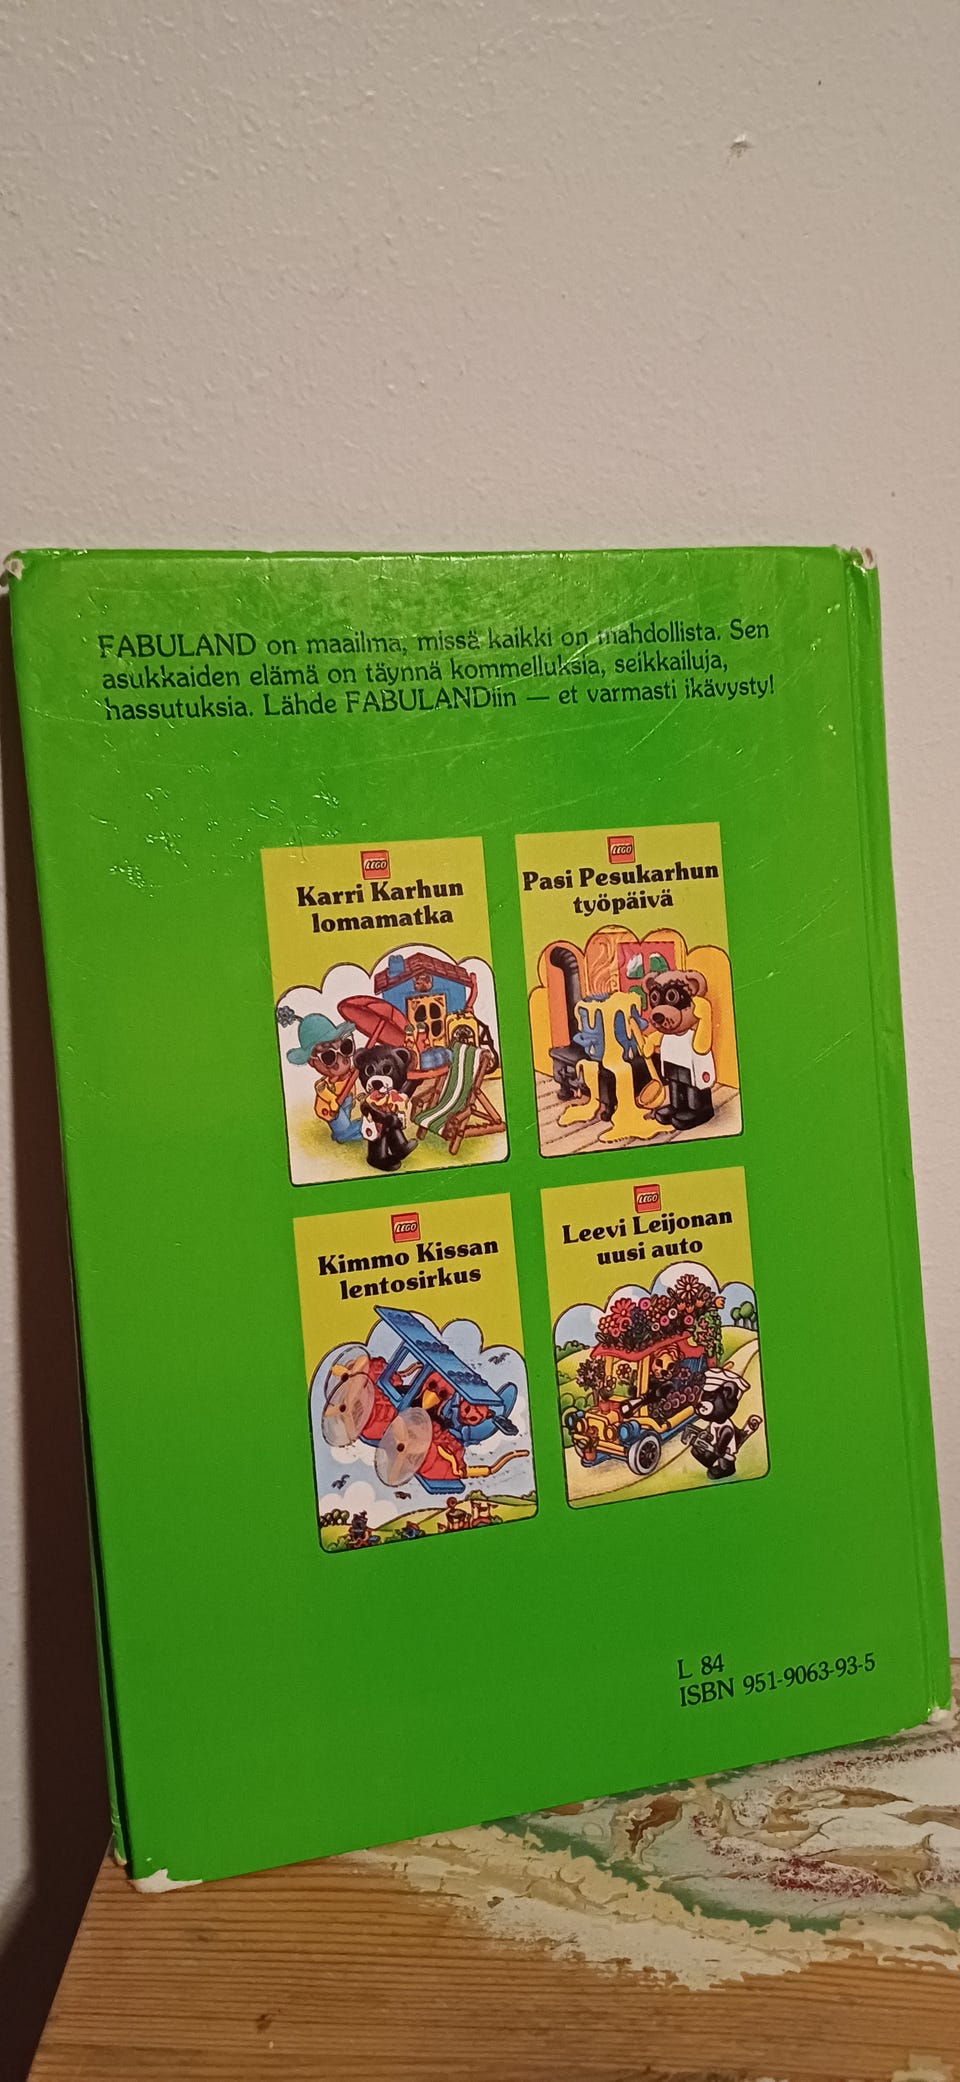 FABULAND on maailma, missä kaikki on mahdollista. Sen
asukkaiden elämä on täynnä kommelluksia, seikkailuja,
hassutuksia. Lähde FABULANDiin — et varmasti ikävysty!
LEGO
Karri Karhun
lomamatka
LEGO
Pasi Pesukarhun
työpäivä
LEGO
Kimmo Kissan
lentosirkus
LEGO
Leevi Leijonan
uusi auto
L 84
ISBN 951-9063-93-5